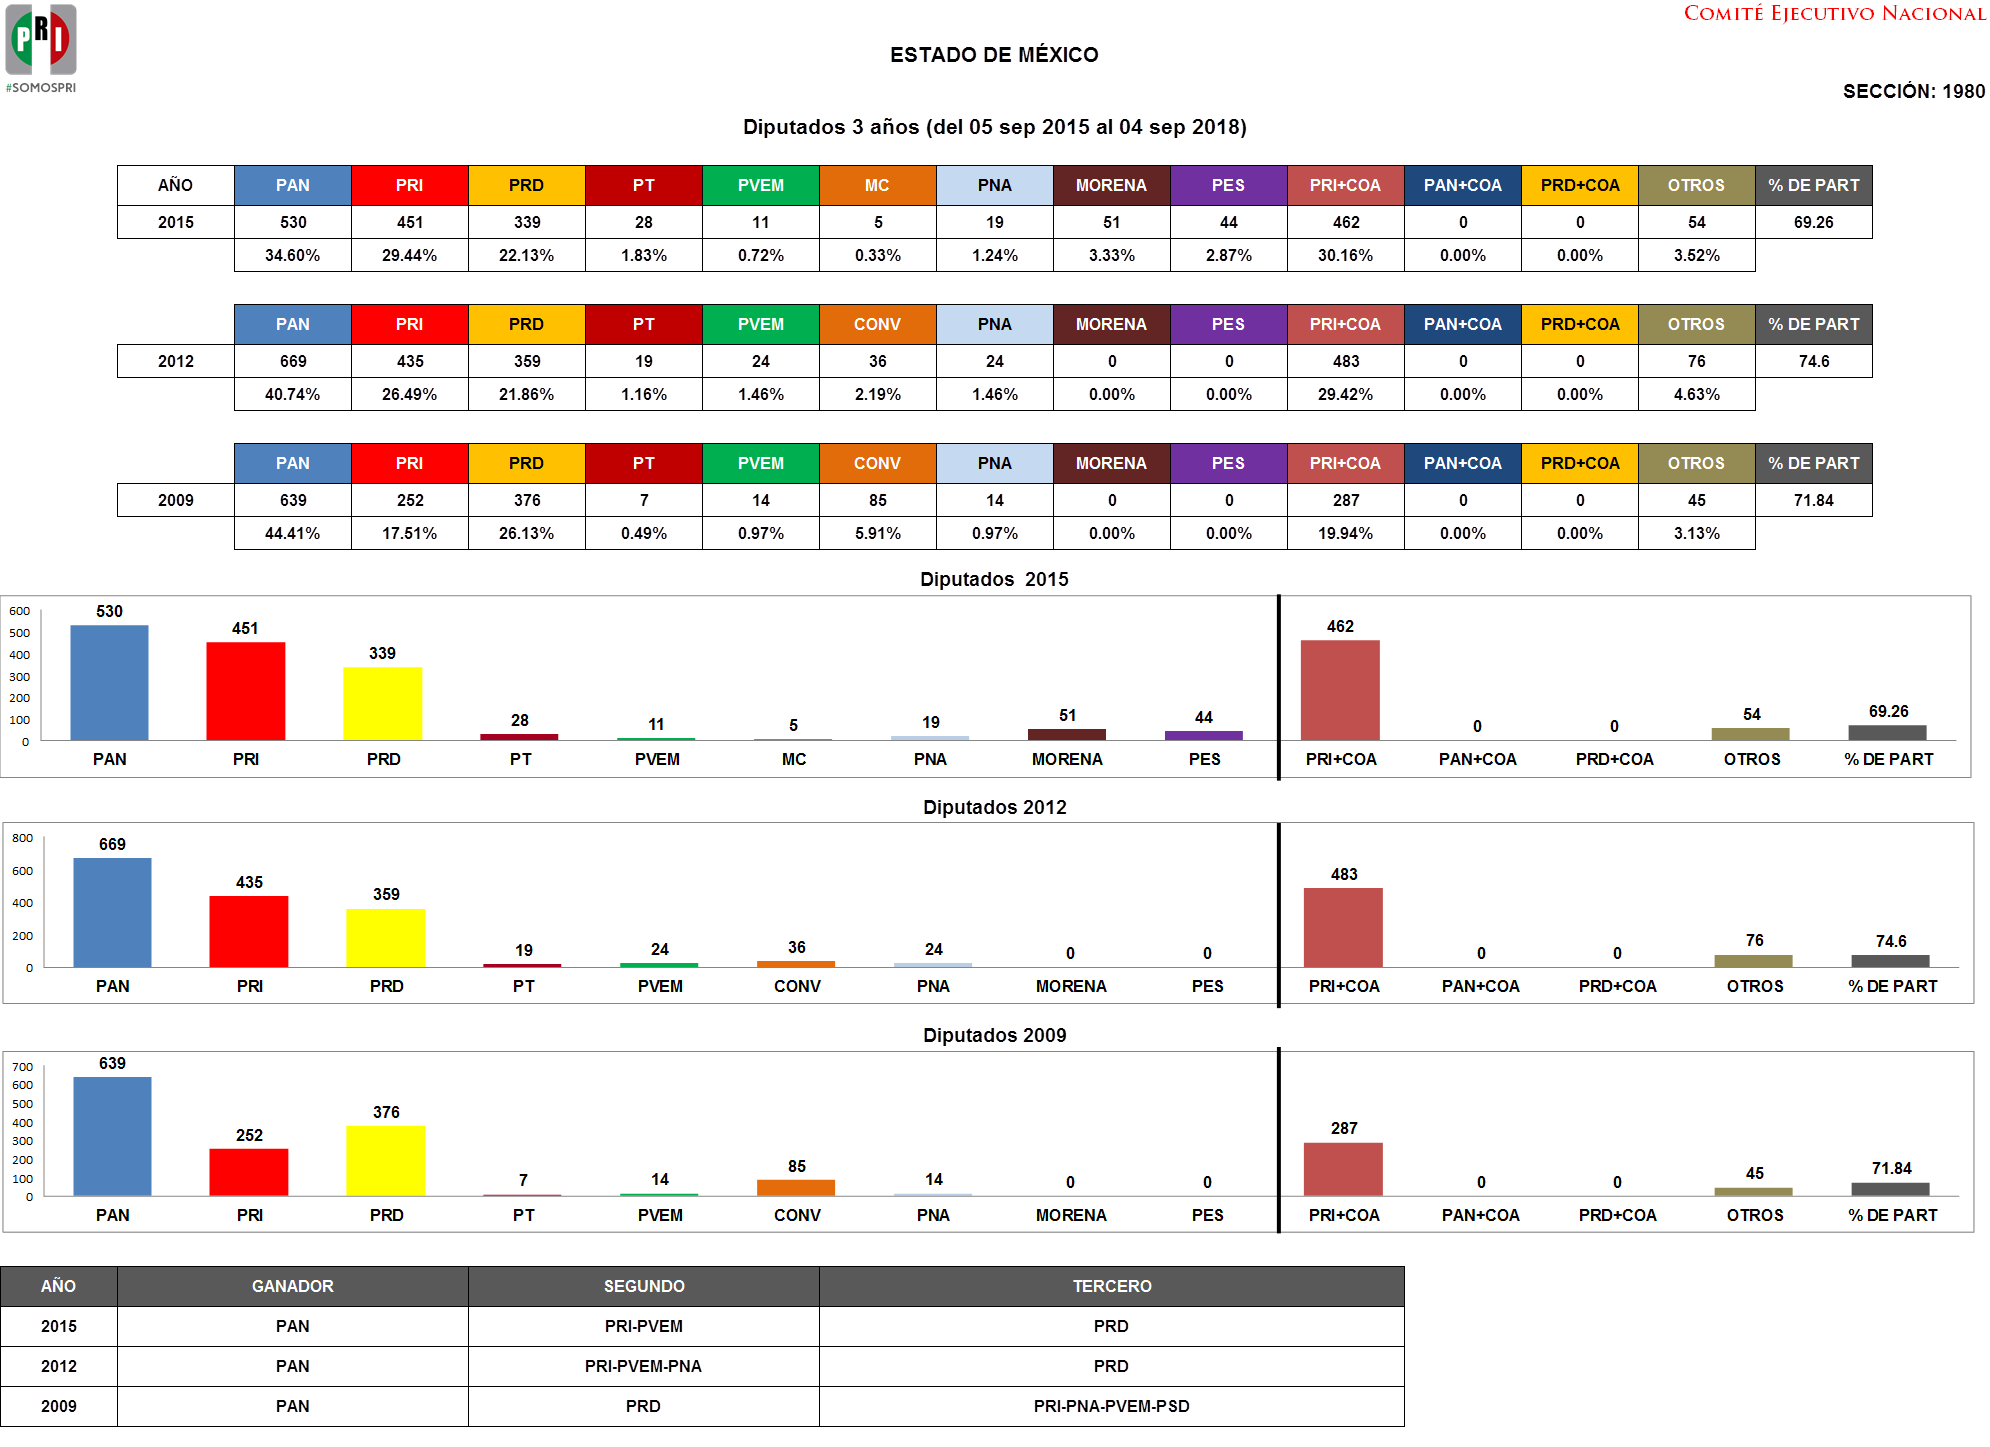 PRI
#SOMOSPRI
COMITÉ EJECUTIVO NACIONAL
ESTADO DE MÉXICO
SECCIÓN: 1980
Diputados 3 años (del 05 sep 2015 al 04 sep 2018)
AÑO PAN PRI PRD PT PVEM MC PNA MORENA PES PRI+COA PAN+COA PRD+COA OTROS % DE PART
2015 530 451 339 28 11 5 19 51 44 462 0 0 54 69.26
34.60% 29.44% 22.13% 1.83% 0.72% 0.33% 1.24% 3.33% 2.87% 30.16% 0.00% 0.00% 3.52%
PAN PRI PRD PT PVEM CONV PNA MORENA PES PRI+COA PAN+COA PRD+COA OTROS % DE PART
2012 669 435 359 19 24 36 24 0 0 483 0 0 76 74.6
40.74% 26.49% 21.86% 1.16% 1.46% 2.19% 1.46% 0.00% 0.00% 29.42% 0.00% 0.00% 4.63%
PAN PRI PRD PT PVEM CONV PNA MORENA PES PRI+COA PAN+COA PRD+COA OTROS % DE PART
2009 639 252 376 7 14 85 14 0 0 287 0 0 45 71.84
44.41% 17.51% 26.13% 0.49% 0.97% 5.91% 0.97% 0.00% 0.00% 19.94% 0.00% 0.00% 3.13%
Diputados 2015
600
500
400
300
200
100
0
530 451 339 28 11 5 19 51 44 462 0 0 54 69.26
PAN PRI PRD PT PVEM MC PNA MORENA PES PRI+COA PAN+COA PRD+COA OTROS % DE PART
Diputados 2012
800
600
400
200
0
669 435 359 19 24 36 24 0 0 483 0 0 76 74.6
PAN PRI PRD PT PVEM CONV PNA MORENA PES PRI+COA PAN+COA PRD+COA OTROS % DE PART
Diputados 2009
700
600
500
400
300
200
100
0
639 252 376 7 14 85 14 0 0 287 0 0 45 71.84
PAN PRI PRD PT PVEM CONV PNA MORENA PES PRI+COA PAN+COA PRD+COA OTROS % DE PART
AÑO GANADOR SEGUNDO TERCERO
2015 PAN PRI-PVEM PRD
2012 PAN PRI-PVEM-PNA PRD
2009 PAN PRD PRI-PNA-PVEM-PSD